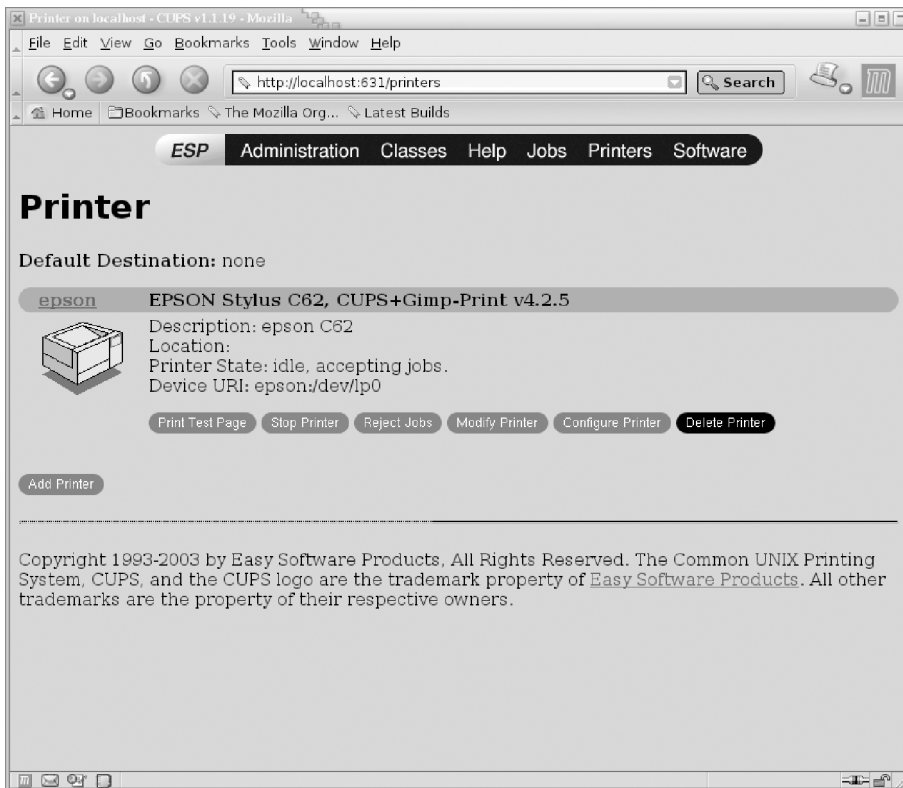 Printer on localhost - CUPS v1.1.19 - Mozilla
File Edit View Go Bookmarks Tools Window Help
http://localhost:631/printers Search
Home Bookmarks The Mozilla Org... Latest Builds
ESP Administration Classes Help Jobs Printers Software
Printer
Default Destination: none
epson EPSON Stylus C62, CUPS+Gimp-Print v4.2.5
Description: epson C62
Location:
Printer State: idle, accepting jobs.
Device URI: epson:/dev/lp0
Print Test Page Stop Printer Reject Jobs Modify Printer Configure Printer Delete Printer
Add Printer
Copyright 1993-2003 by Easy Software Products, All Rights Reserved. The Common UNIX Printing
System, CUPS, and the CUPS logo are the trademark property of Easy Software Products. All other
trademarks are the property of their respective owners.